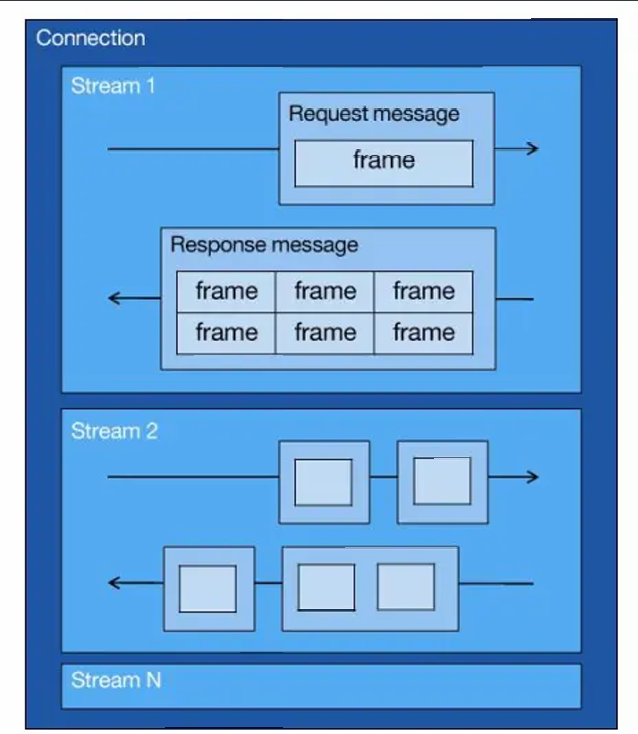 Connection
Stream 1
Request message
frame
Response message
frame frame frame
frame frame frame
Stream 2
Stream N